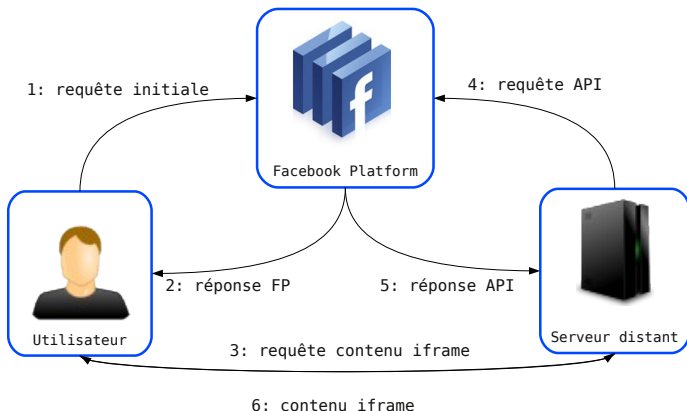 1: requête initiale
4: requête API
f
Facebook Platform
2: réponse FP
5: réponse API
Utilisateur
Serveur distant
3: requête contenu iframe
6: contenu iframe